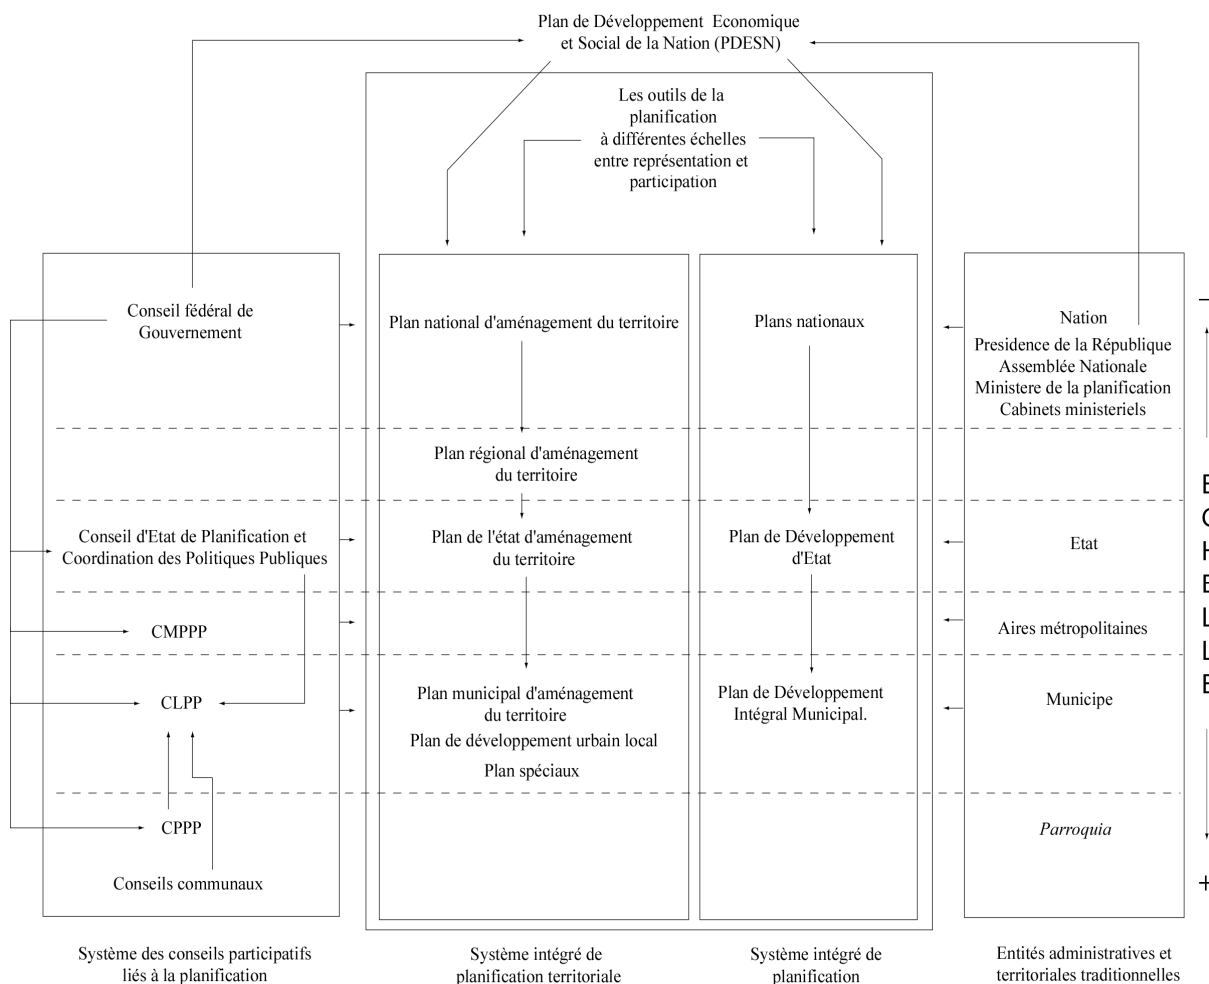 Plan de Développement Economique
et Social de la Nation (PDESN)
Les outils de la
planification
à différentes échelles
entre représentation et
participation
Conseil fédéral de
Gouvernement
Plan national d'aménagement du territoire
Plans nationaux
Nation
Presidence de la République
Assemblée Nationale
Ministere de la planification
Cabinets ministeriels
Plan régional d'aménagement
du territoire
Conseil d'Etat de Planification et
Coordination des Politiques Publiques
Plan de l'état d'aménagement
du territoire
Plan de Développement
d'Etat
Etat
CMPPP
Aires métropolitaines
CLPP
Plan municipal d'aménagement
du territoire
Plan de développement urbain local
Plan spéciaux
Plan de Développement
Intégral Municipal.
Municipe
CPPP
Conseils communaux
Parroquia
–
E
C
H
E
L
L
E
+
Système des conseils participatifs
liés à la planification
Système intégré de
planification territoriale
Système intégré de
planification
Entités administratives et
territoriales traditionnelles